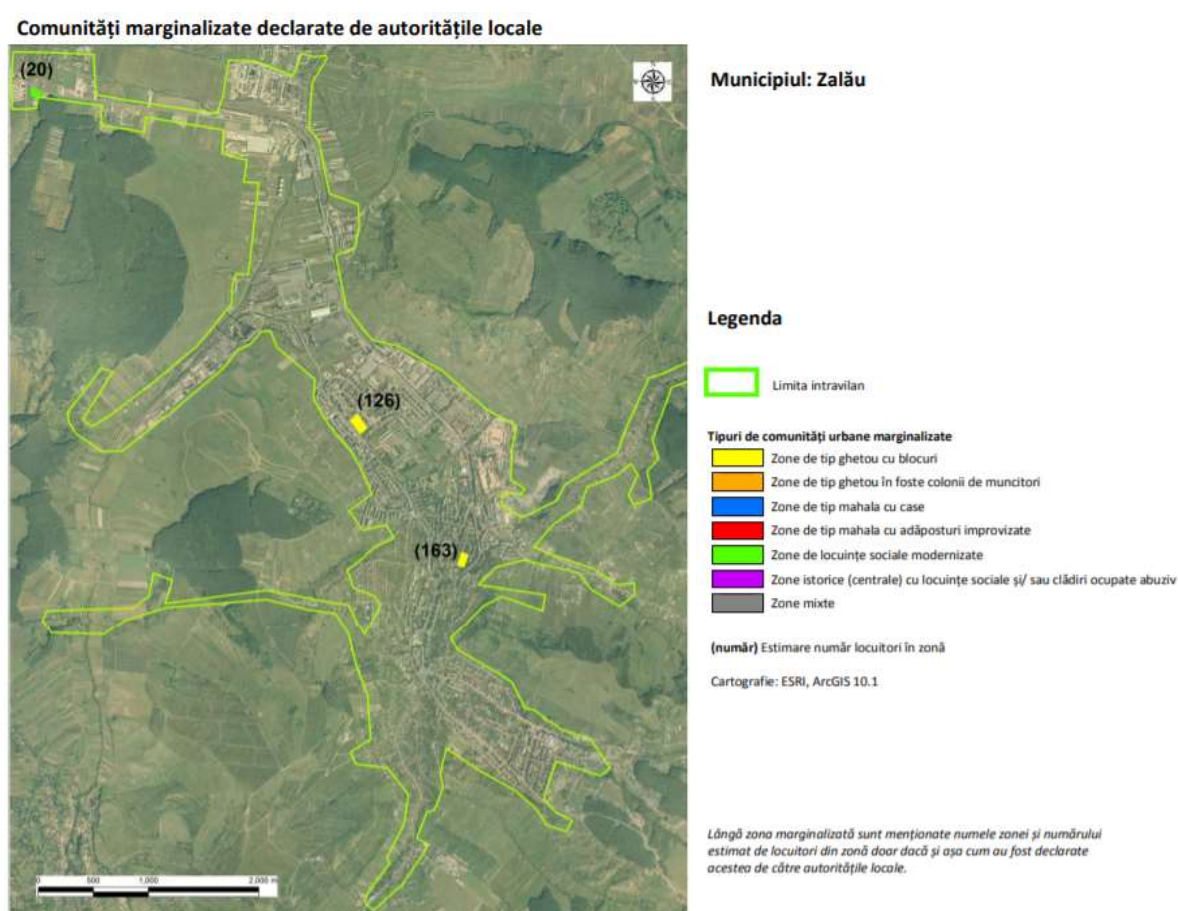 Comunități marginalizate declarate de autoritățile locale
(20)
(126)
(163)
0 500 1,000 2,000 m
Municipiul: Zalău
Legenda
Limita intravilan
Tipuri de comunități urbane marginalizate
Zone de tip ghetou cu blocuri
Zone de tip ghetou în foste colonii de muncitori
Zone de tip mahala cu case
Zone de tip mahala cu adăposturi improvizate
Zone de locuințe sociale modernizate
Zone istorice (centrale) cu locuințe sociale și/ sau clădiri ocupate abuziv
Zone mixte
(număr) Estimare număr locuitori în zonă
Cartografie: ESRI, ArcGIS 10.1
Lângă zona marginalizată sunt menționate numele zonei și numărului
estimat de locuitori din zonă doar dacă și așa cum au fost declarate
acestea de către autoritățile locale.